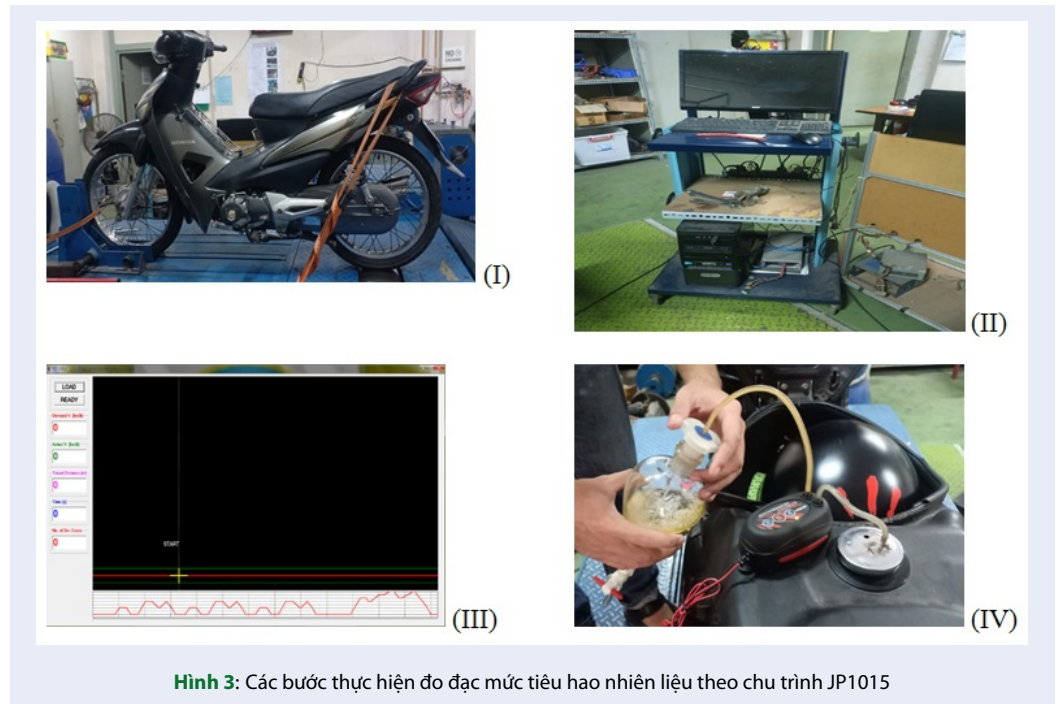 (I)
(II)
LOAD
READY
START
(III)
(IV)
Hình 3: Các bước thực hiện đo đạc mức tiêu hao nhiên liệu theo chu trình JP1015